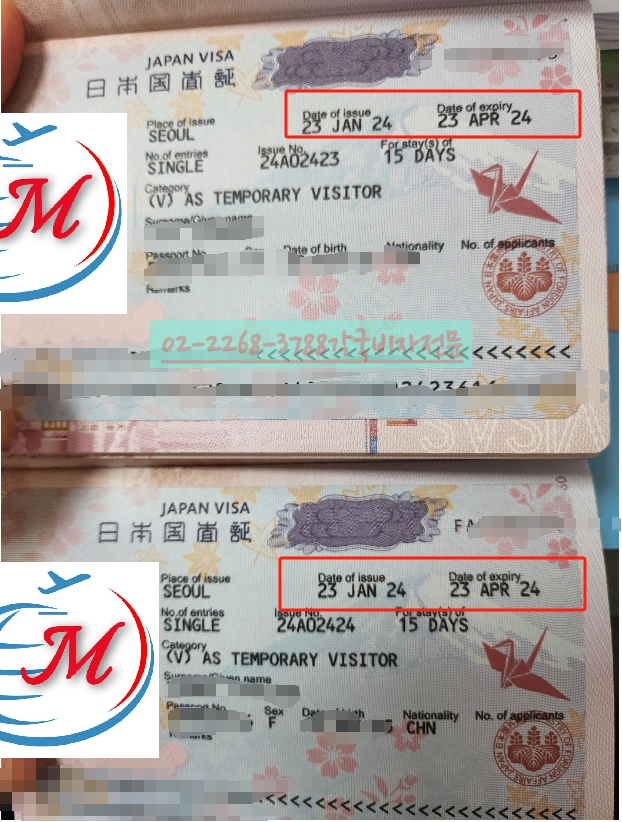 JAPAN VISA
日本国査証
Place of issue
SEOUL
Date of issue
23 JAN 24
Date of expiry
23 APR 24
No.of entries
SINGLE
Issue No.
24A02423
For stay(s) of
15 DAYS
Category
(V) AS TEMPORARY VISITOR
Surname/Given name
Passport No
Date of birth
Nationality
No. of applicants
Remarks
M
02-2268-3788각국비자전문
<<<<<<<<<<<<<<<<<<<<
JAPAN VISA
日本国査証
Place of issue
SEOUL
Date of issue
23 JAN 24
Date of expiry
23 APR 24
No.of entries
SINGLE
Issue No.
24A02424
For stay(s) of
15 DAYS
Category
(V) AS TEMPORARY VISITOR
Surname/Given name
Passport No
Sex
F
Date of birth
Nationality
CHN
No. of applicants
Remarks
M
<<<<<<<<<<<<<<<<<<<<